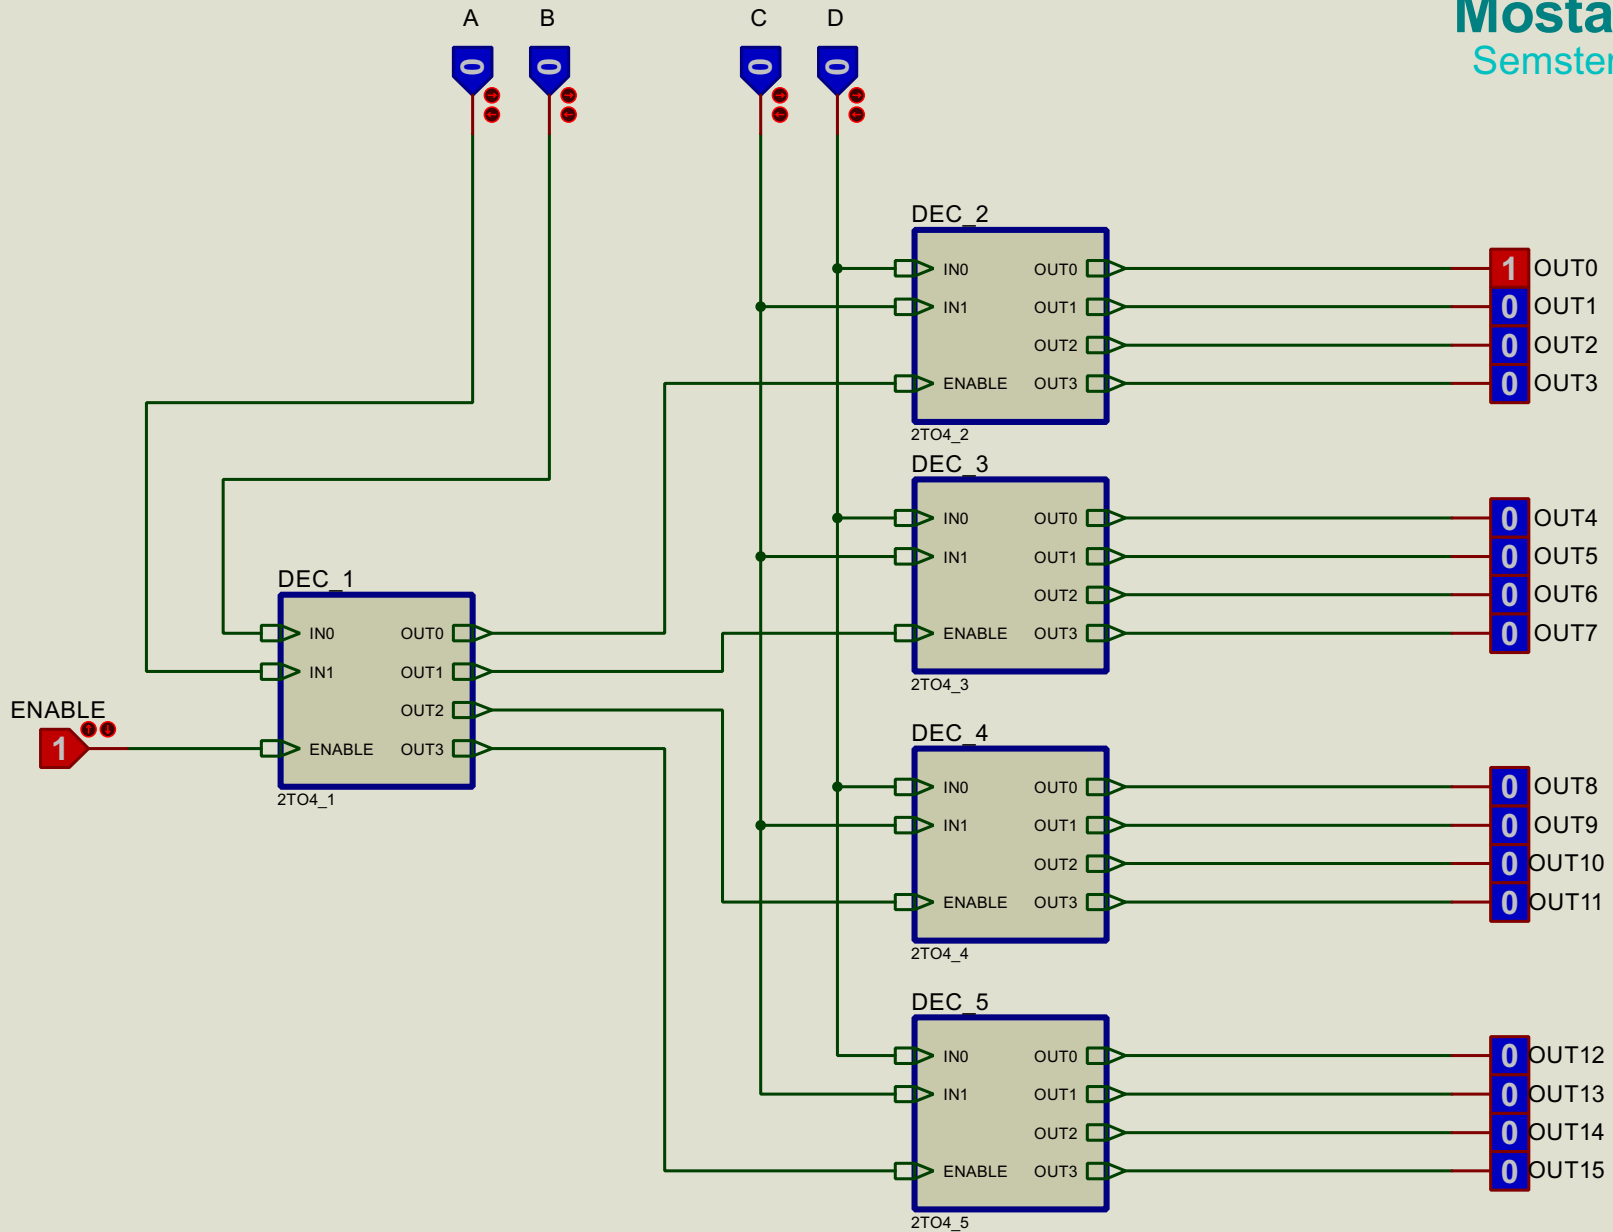 A B C D
Mosta
Semster
0 0 0 0
DEC_2
IN0 OUT0 1 OUT0
IN1 OUT1 0 OUT1
OUT2 0 OUT2
ENABLE OUT3 0 OUT3
2TO4_2
DEC_3
IN0 OUT0 0 OUT4
IN1 OUT1 0 OUT5
OUT2 0 OUT6
ENABLE OUT3 0 OUT7
2TO4_3
DEC_1
IN0 OUT0
IN1 OUT1
OUT2
ENABLE
1 ENABLE OUT3
2TO4_1
DEC_4
IN0 OUT0 0 OUT8
IN1 OUT1 0 OUT9
OUT2 0 OUT10
ENABLE OUT3 0 OUT11
2TO4_4
DEC_5
IN0 OUT0 0 OUT12
IN1 OUT1 0 OUT13
OUT2 0 OUT14
ENABLE OUT3 0 OUT15
2TO4_5